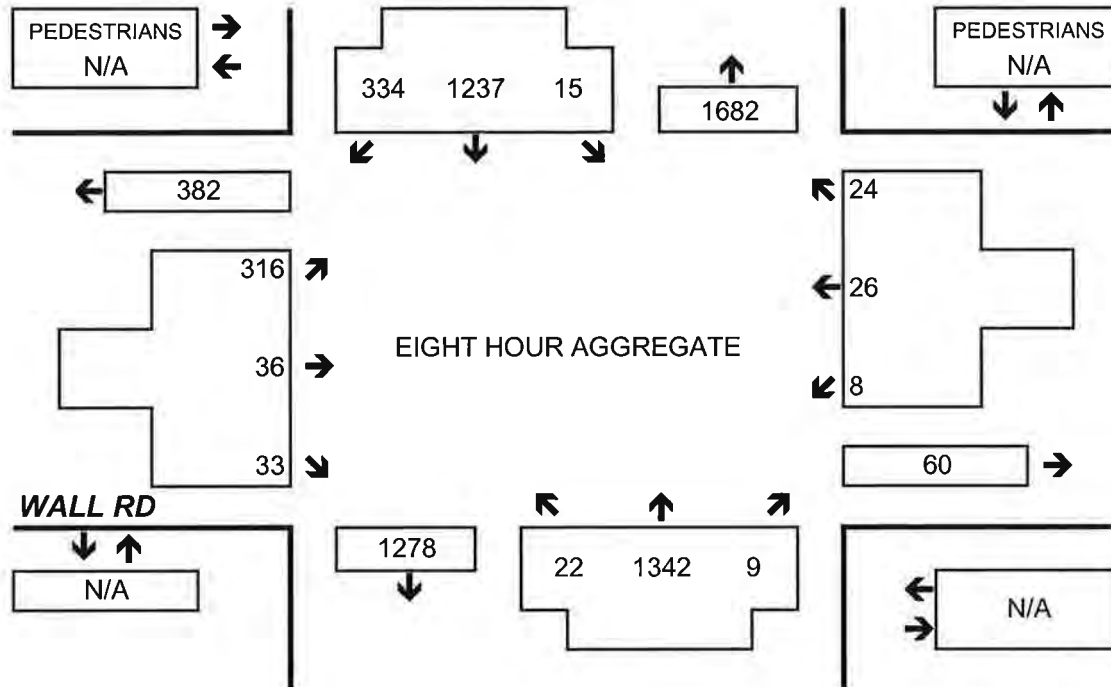 PEDESTRIANS
N/A
PEDESTRIANS
N/A
334 1237 15
1682
382
24
316
26
EIGHT HOUR AGGREGATE
36
8
33
60
WALL RD
1278
N/A
22 1342 9
N/A